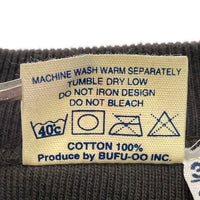 MACHINE WASH WARM SEPARATELY
TUMBLE DRY LOW
DO NOT IRON DESIGN
DO NOT BLEACH
40c
COTTON 100%
Produce by BUFU-OO INC.